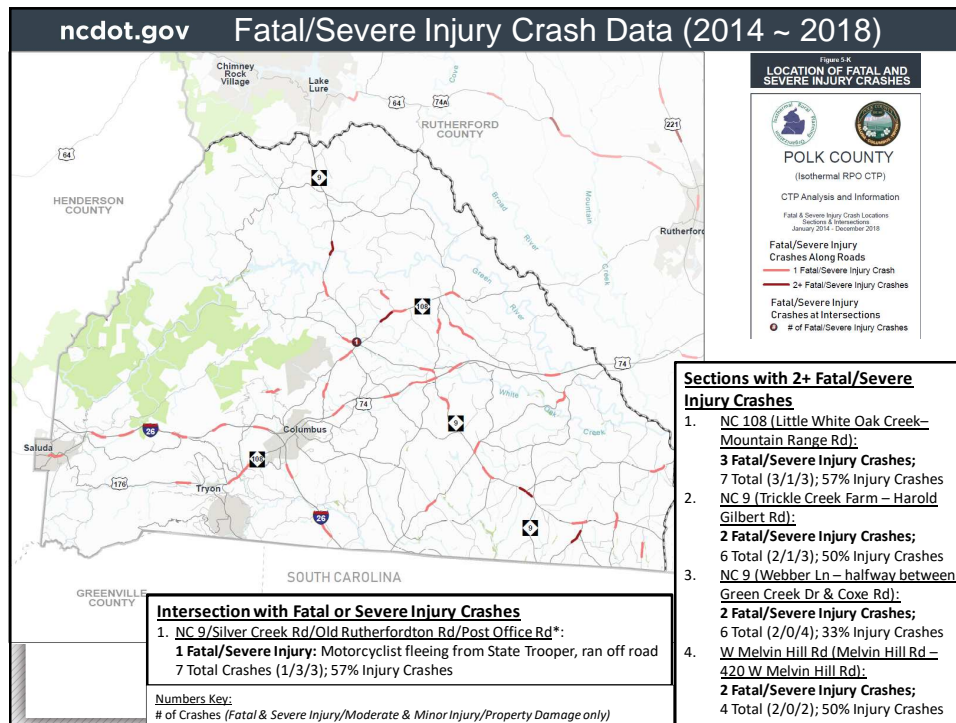 ncdot.gov Fatal/Severe Injury Crash Data (2014 ~ 2018)
Chimney
Rock
Village
Lake
Lure
Cove
64
74A
RUTHERFORD
COUNTY
221
64
9
HENDERSON
COUNTY
Broad
River
Mountain
Creek
Rutherford
Green
River
108
1
74
74
White
Oak
Creek
9
26
Columbus
Saluda
108
176
Tryon
26
9
SOUTH CAROLINA
GREENVILLE
COUNTY
Figure 5-K
LOCATION OF FATAL AND
SEVERE INJURY CRASHES
POLK COUNTY
(Isothermal RPO CTP)
CTP Analysis and Information
Fatal & Severe Injury Crash Locations
Sections & Intersections
January 2014 - December 2018
Fatal/Severe Injury
Crashes Along Roads
1 Fatal/Severe Injury Crash
2+ Fatal/Severe Injury Crashes
Fatal/Severe Injury
Crashes at Intersections
# # of Fatal/Severe Injury Crashes
Sections with 2+ Fatal/Severe
Injury Crashes
1. NC 108 (Little White Oak Creek–
Mountain Range Rd):
3 Fatal/Severe Injury Crashes;
7 Total (3/1/3); 57% Injury Crashes
2. NC 9 (Trickle Creek Farm – Harold
Gilbert Rd):
2 Fatal/Severe Injury Crashes;
6 Total (2/1/3); 50% Injury Crashes
3. NC 9 (Webber Ln – halfway between
Green Creek Dr & Coxe Rd):
2 Fatal/Severe Injury Crashes;
6 Total (2/0/4); 33% Injury Crashes
4. W Melvin Hill Rd (Melvin Hill Rd –
420 W Melvin Hill Rd):
2 Fatal/Severe Injury Crashes;
4 Total (2/0/2); 50% Injury Crashes
Intersection with Fatal or Severe Injury Crashes
1. NC 9/Silver Creek Rd/Old Rutherfordton Rd/Post Office Rd*:
1 Fatal/Severe Injury: Motorcyclist fleeing from State Trooper, ran off road
7 Total Crashes (1/3/3); 57% Injury Crashes
Numbers Key:
# of Crashes (Fatal & Severe Injury/Moderate & Minor Injury/Property Damage only)